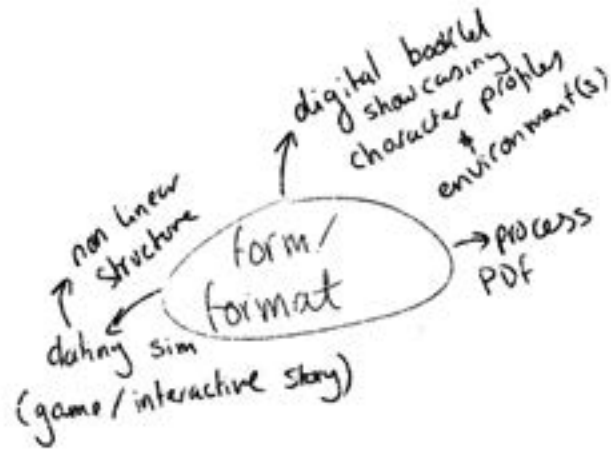 digital booklet
showcasing
character profiles
+
environment(s)
non linear
structure
form/
format
→ process
PDF
dating sim
(game/interactive story)